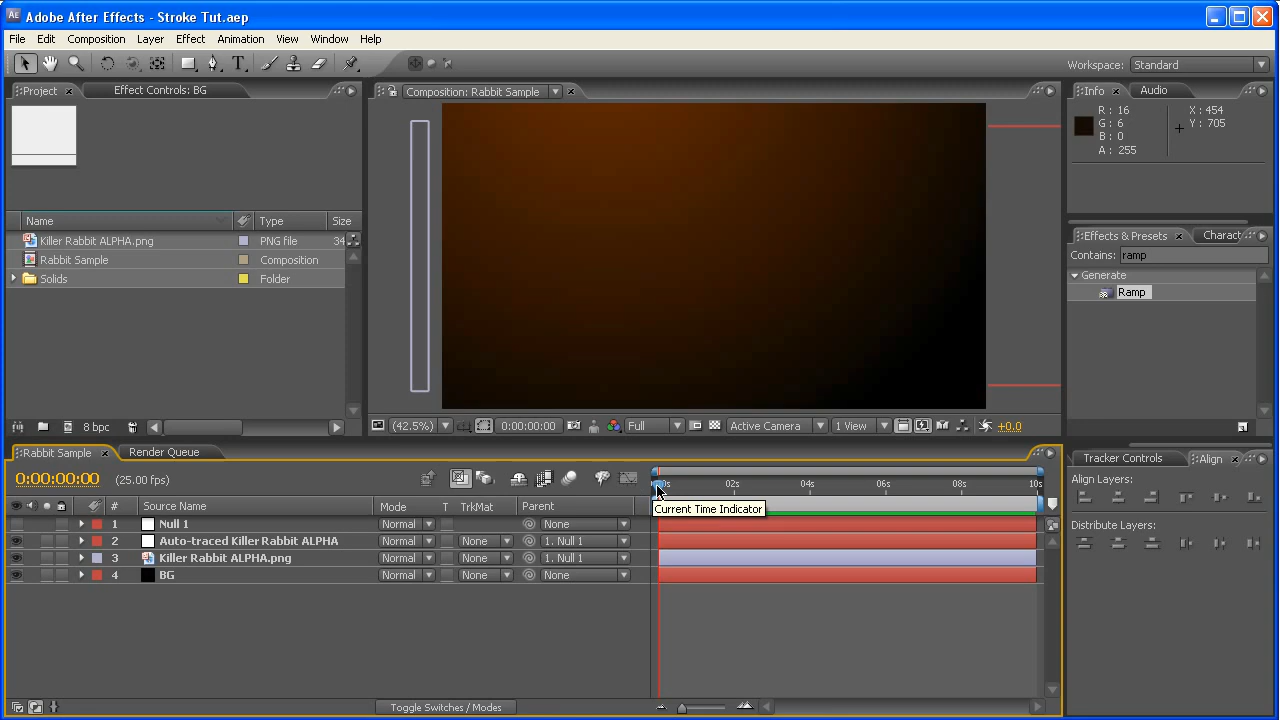 Adobe After Effects - Stroke Tut.aep
File Edit Composition Layer Effect Animation View Window Help
Workspace: Standard
Project Effect Controls: BG
Composition: Rabbit Sample
Info Audio
R: 16 X: 454
G: 6 Y: 705
B: 0
A: 255
Name Type Size
Killer Rabbit ALPHA.png PNG file 34
Rabbit Sample Composition
Solids Folder
Effects & Presets Charact
Contains: ramp
Generate
Ramp
8 bpc
(42.5%) 0:00:00:00 Full Active Camera 1 View +0.0
Rabbit Sample Render Queue
0:00:00:00 (25.00 fps)
02s 04s 06s 08s 10s
Current Time Indicator
# Source Name Mode T TrkMat Parent
1 Null 1 Normal None
2 Auto-traced Killer Rabbit ALPHA Normal None 1. Null 1
3 Killer Rabbit ALPHA.png Normal None 1. Null 1
4 BG Normal None None
Toggle Switches / Modes
Tracker Controls Align
Align Layers:
Distribute Layers: